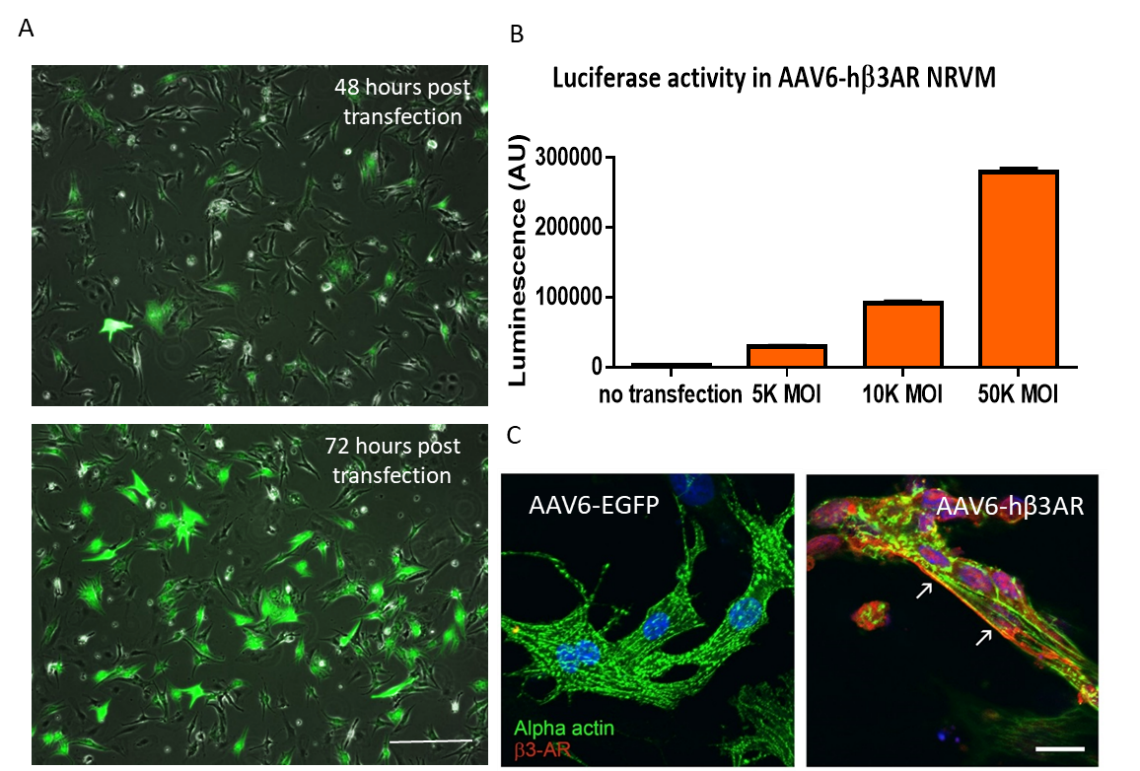 A
48 hours post
transfection
72 hours post
transfection
B
Luciferase activity in AAV6-hβ3AR NRVM
Luminescence (AU)
300000
200000
100000
0
no transfection 5K MOI 10K MOI 50K MOI
C
AAV6-EGFP
Alpha actin
β3-AR
AAV6-hβ3AR